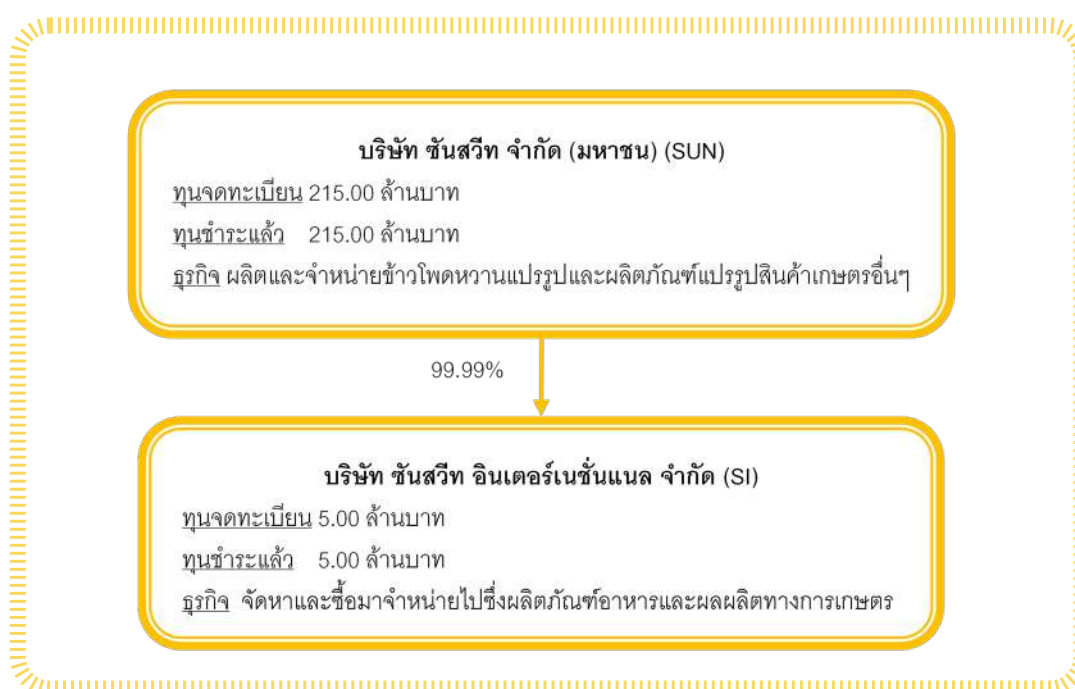 บริษัท ซันสวีท จำกัด (มหาชน) (SUN)
ทุนจดทะเบียน 215.00 ล้านบาท
ทุนชำระแล้ว 215.00 ล้านบาท
ธุรกิจ ผลิตและจำหน่ายข้าวโพดหวานแปรรูปและผลิตภัณฑ์แปรรูปสินค้าเกษตรอื่นๆ
99.99%
บริษัท ซันสวีท อินเตอร์เนชั่นแนล จำกัด (SI)
ทุนจดทะเบียน 5.00 ล้านบาท
ทุนชำระแล้ว 5.00 ล้านบาท
ธุรกิจ จัดหาและซื้อมาจำหน่ายไปซึ่งผลิตภัณฑ์อาหารและผลผลิตทางการเกษตร